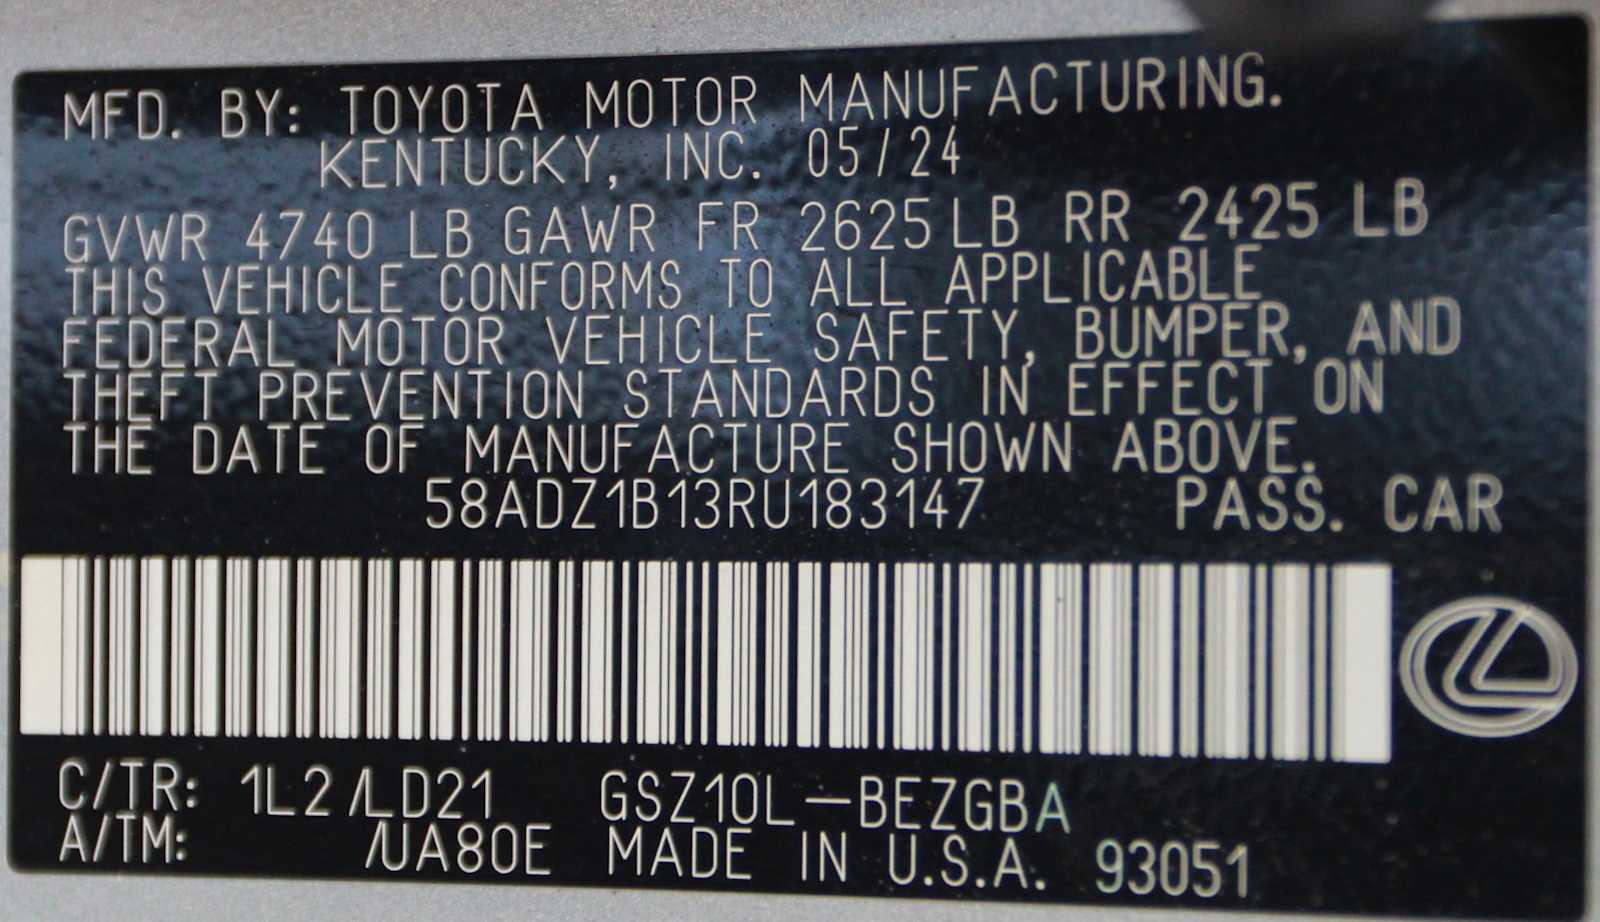 MFD. BY: TOYOTA MOTOR MANUFACTURING.
KENTUCKY, INC. 05/24
GVWR 4740 LB GAWR FR 2625 LB RR 2425 LB
THIS VEHICLE CONFORMS TO ALL APPLICABLE
FEDERAL MOTOR VEHICLE SAFETY, BUMPER, AND
THEFT PREVENTION STANDARDS IN EFFECT ON
THE DATE OF MANUFACTURE SHOWN ABOVE.
58ADZ1B13RU183147 PASS. CAR
C/TR: 1L2 /LD21 GSZ10L-BEZGBA
A/TM: /UA80E MADE IN U.S.A. 93051